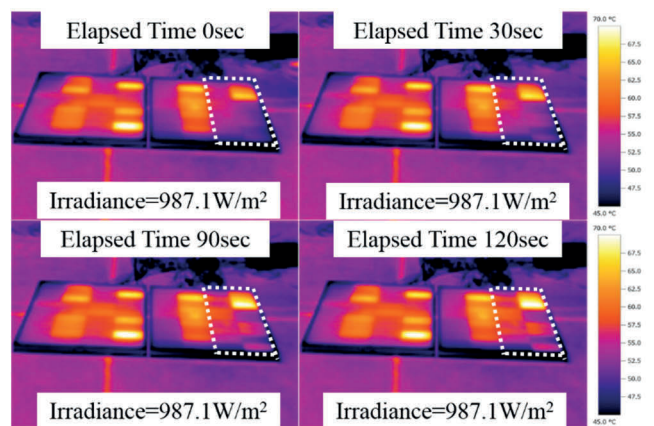 Elapsed Time 0sec
Elapsed Time 30sec
70.0 °C
67.5
65.0
62.5
60.0
57.5
55.0
52.5
50.0
47.5
45.0 °C
Irradiance=987.1W/m²
Irradiance=987.1W/m²
Elapsed Time 90sec
Elapsed Time 120sec
70.0 °C
67.5
65.0
62.5
60.0
57.5
55.0
52.5
50.0
47.5
45.0 °C
Irradiance=987.1W/m²
Irradiance=987.1W/m²